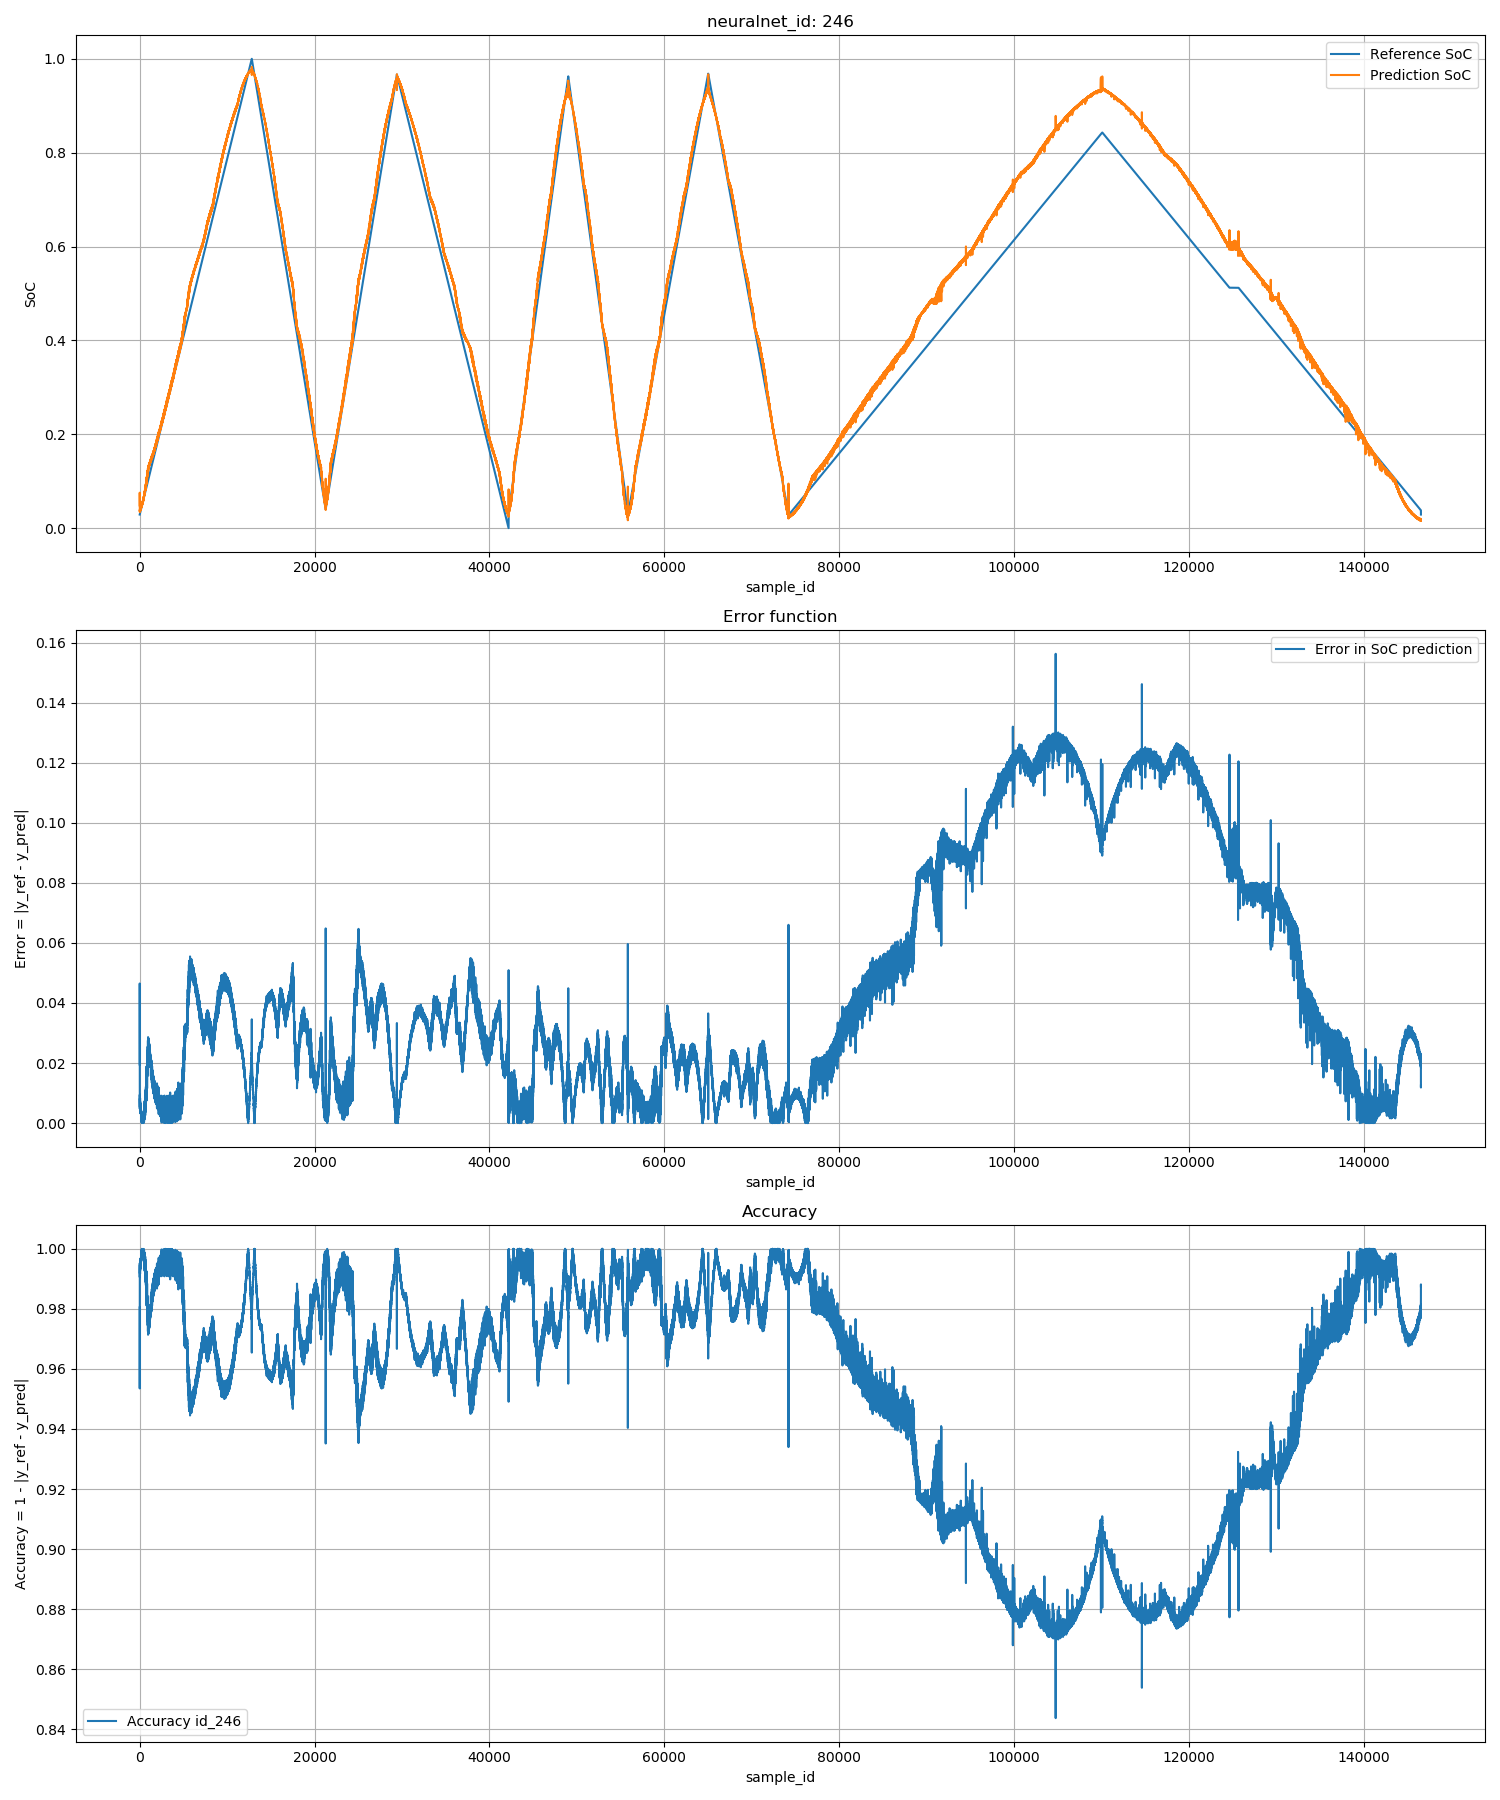 neuralnet_id: 246
Reference SoC
Prediction SoC
SoC
1.0
0.8
0.6
0.4
0.2
0.0
0 20000 40000 60000 80000 100000 120000 140000
sample_id
Error function
Error in SoC prediction
Error = |y_ref - y_pred|
0.16
0.14
0.12
0.10
0.08
0.06
0.04
0.02
0.00
0 20000 40000 60000 80000 100000 120000 140000
sample_id
Accuracy
Accuracy = 1 - |y_ref - y_pred|
1.00
0.98
0.96
0.94
0.92
0.90
0.88
0.86
0.84
Accuracy id_246
0 20000 40000 60000 80000 100000 120000 140000
sample_id